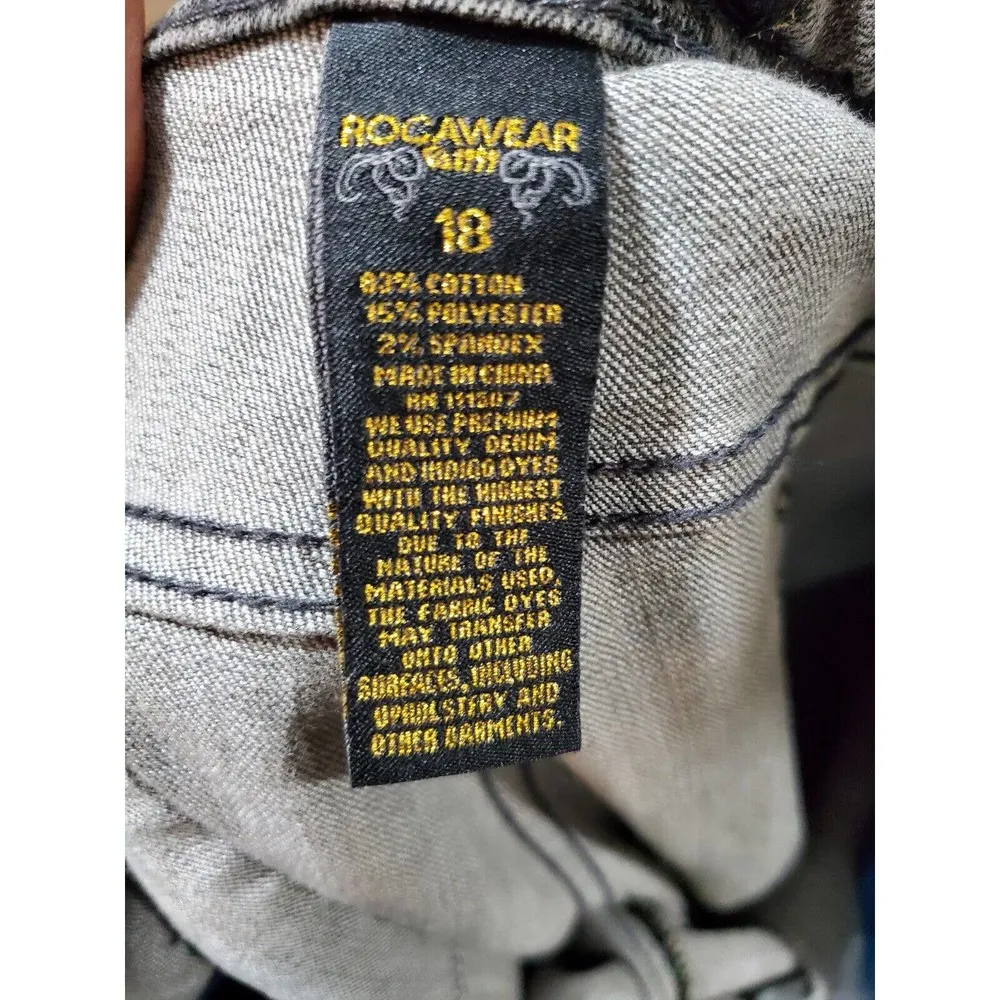 ROCAWEAR
18
83% COTTON
15% POLYESTER
2% SPANDEX
MADE IN CHINA
RN 111507
WE USE PREMIUM
QUALITY DENIM
AND INDIGO DYES
WITH THE HIGHEST
QUALITY FINISHES
DUE TO THE
NATURE OF THE
MATERIALS USED,
THE FABRIC DYES
MAY TRANSFER
ONTO OTHER
SURFACES, INCLUDING
UPHOLSTERY AND
OTHER GARMENTS.